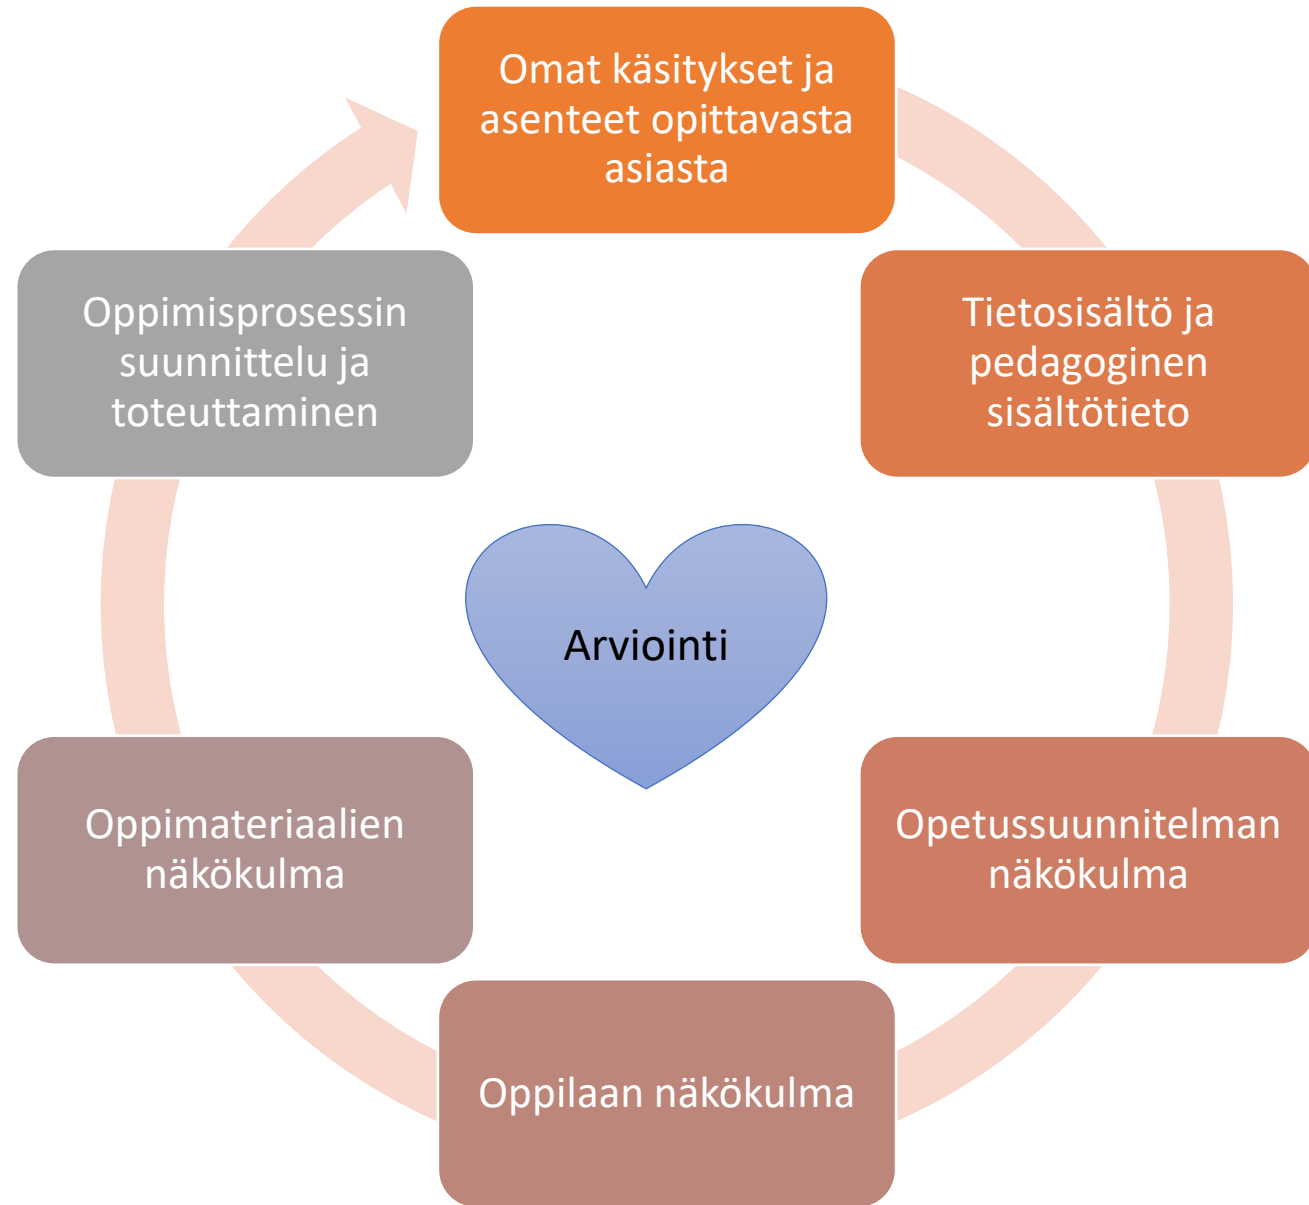 Omat käsitykset ja
asenteet opittavasta
asiasta
Tietosisältö ja
pedagoginen
sisältötieto
Opetussuunnitelman
näkökulma
Oppilaan näkökulma
Oppimateriaalien
näkökulma
Oppimisprosessin
suunnittelu ja
toteuttaminen
Arviointi